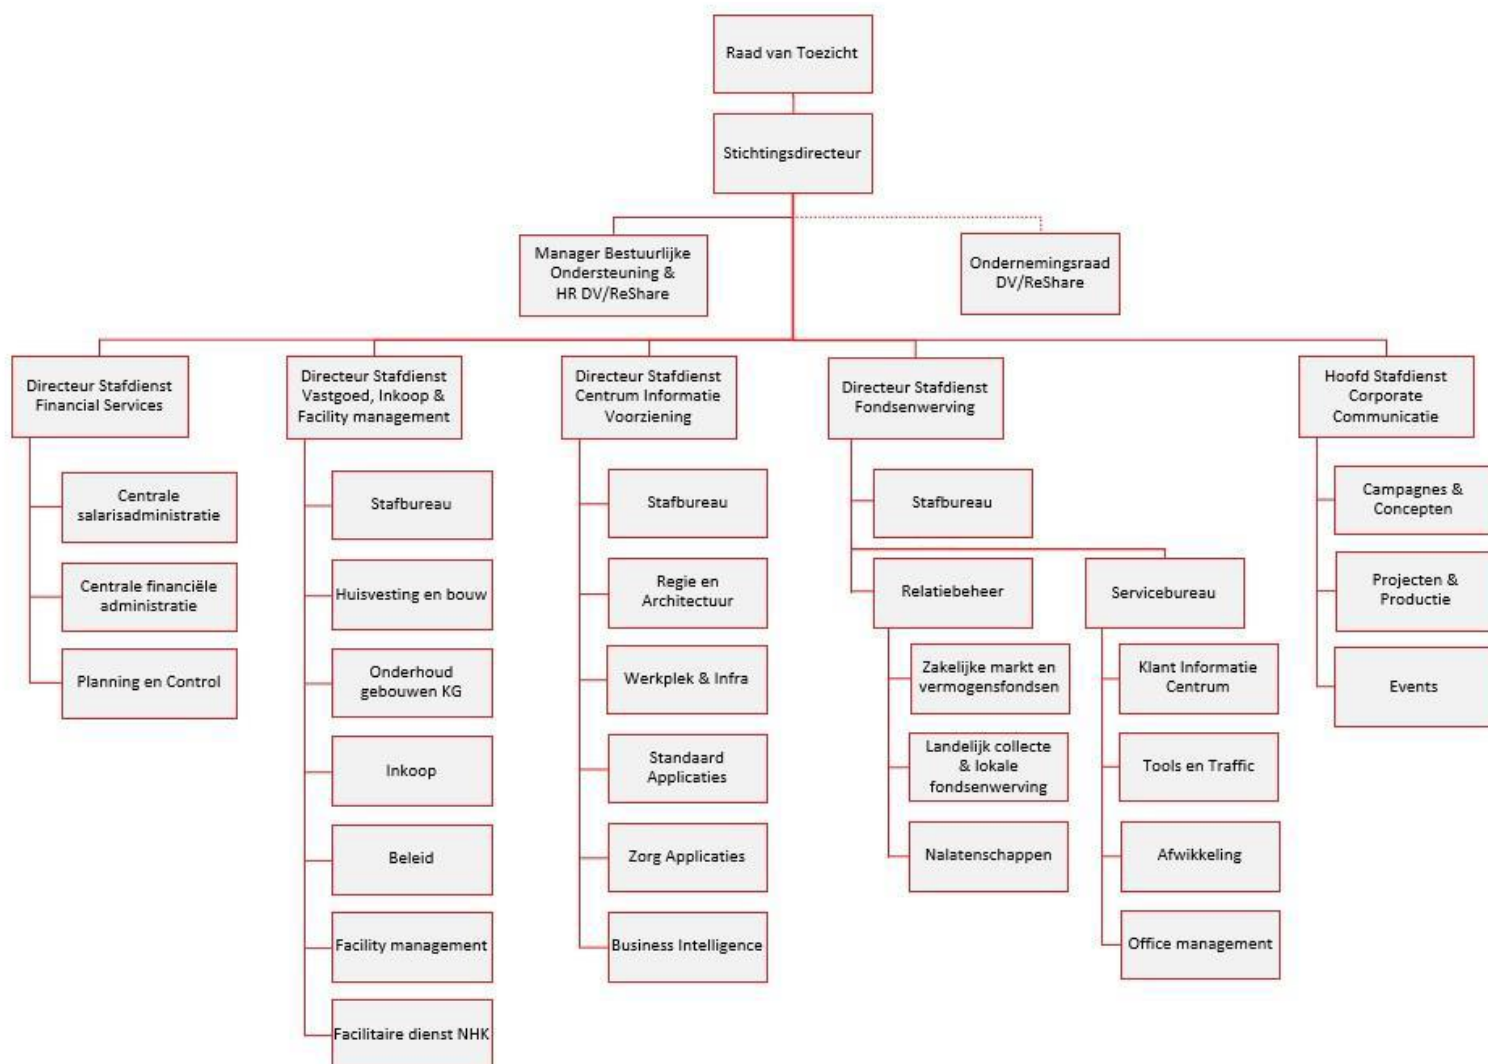 Raad van Toezicht
Stichtingsdirecteur
Manager Bestuurlijke
Ondersteuning &
HR DV/ReShare
Ondernemingsraad
DV/ReShare
Directeur Stafdienst
Financial Services
Centrale
salarisadministratie
Centrale financiële
administratie
Planning en Control
Directeur Stafdienst
Vastgoed, Inkoop &
Facility management
Stafbureau
Huisvesting en bouw
Onderhoud
gebouwen KG
Inkoop
Beleid
Facility management
Facilitaire dienst NHK
Directeur Stafdienst
Centrum Informatie
Voorziening
Stafbureau
Regie en
Architectuur
Werkplek & Infra
Standaard
Applicaties
Zorg Applicaties
Business Intelligence
Directeur Stafdienst
Fondsenwerving
Stafbureau
Relatiebeheer
Zakelijke markt en
vermogensfondsen
Landelijk collecte
& lokale
fondsenwerving
Nalatenschappen
Servicebureau
Klant Informatie
Centrum
Tools en Traffic
Afwikkeling
Office management
Hoofd Stafdienst
Corporate
Communicatie
Campagnes &
Concepten
Projecten &
Productie
Events